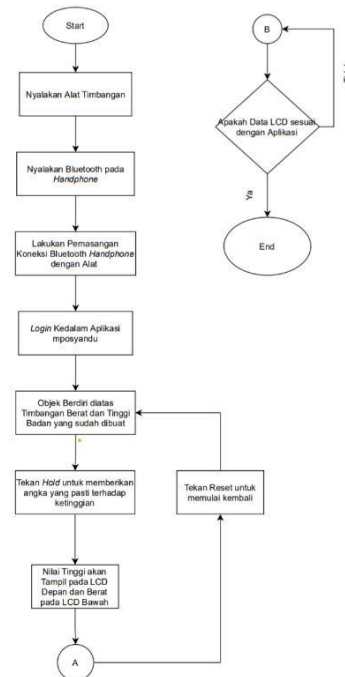 Start
Nyalakan Alat Timbangan
Nyalakan Bluetooth pada
Handphone
Lakukan Pemasangan
Koneksi Bluetooth Handphone
dengan Alat
Login Kedalam Aplikasi
mposyandu
Objek Berdiri diatas
Timbangan Berat dan Tinggi
Badan yang sudah dibuat
Tekan Hold untuk memberikan
angka yang pasti terhadap
ketinggian
Nilai Tinggi akan
Tampil pada LCD
Depan dan Berat
pada LCD Bawah
A
Tekan Reset untuk
memulai kembali
B
Apakah Data LCD sesuai
dengan Aplikasi
Ya
End